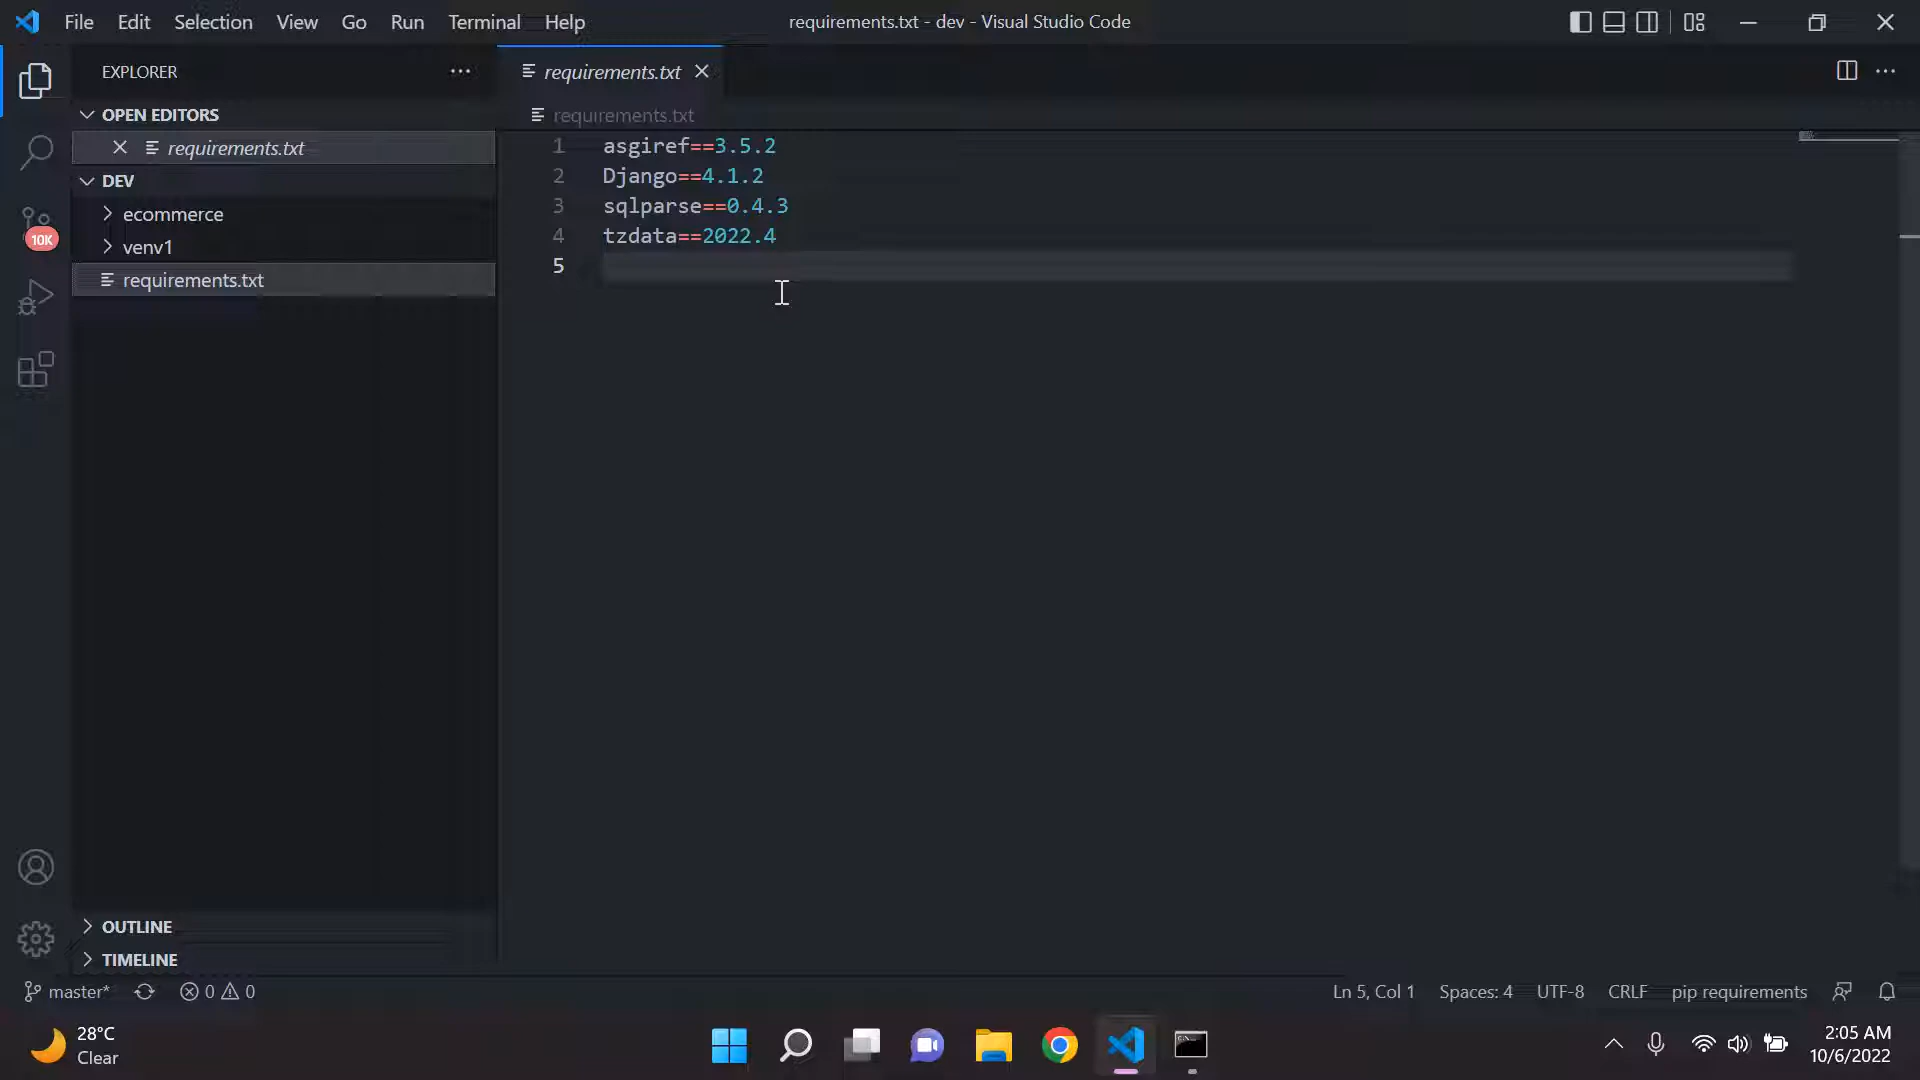 File Edit Selection View Go Run Terminal Help
requirements.txt - dev - Visual Studio Code
EXPLORER
OPEN EDITORS
requirements.txt
DEV
ecommerce
venv1
requirements.txt
OUTLINE
TIMELINE
10K
requirements.txt
requirements.txt
1 asgiref==3.5.2
2 Django==4.1.2
3 sqlparse==0.4.3
4 tzdata==2022.4
5
master* 0 0
Ln 5, Col 1 Spaces: 4 UTF-8 CRLF pip requirements
28°C
Clear
2:05 AM
10/6/2022